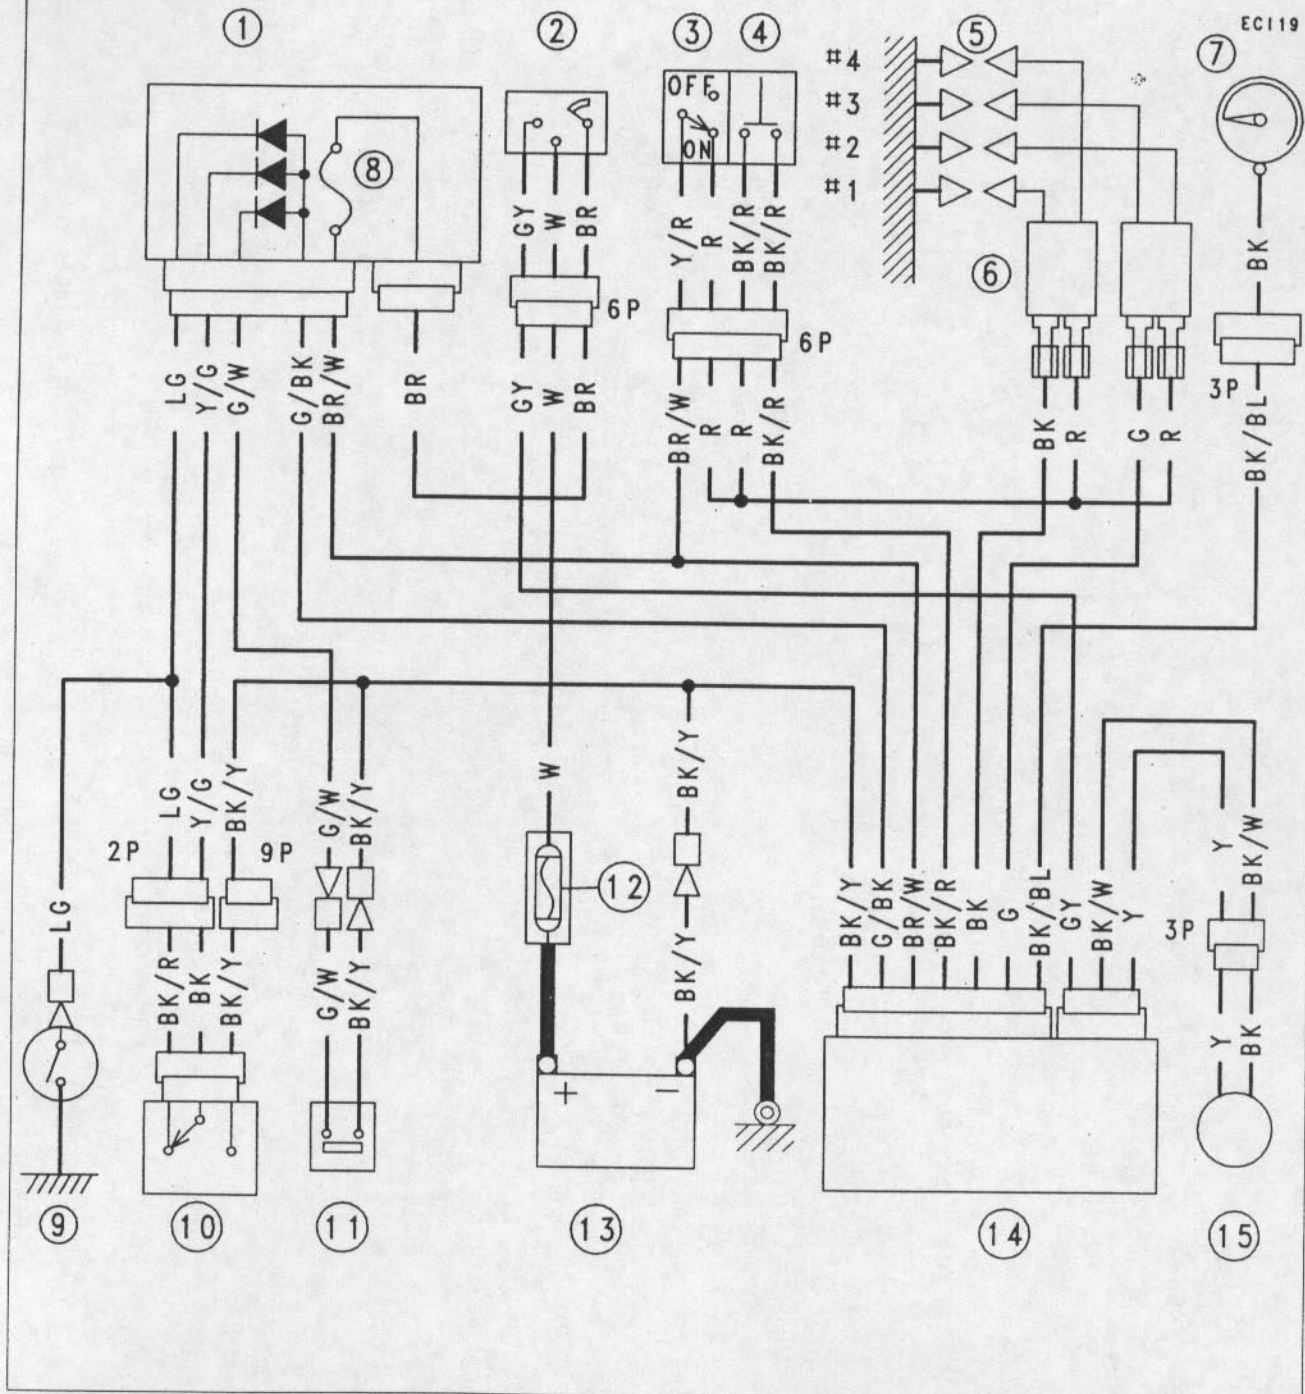 EC119
1 2 3 4 5 7
#4
#3
#2
#1
OFF
ON
8
6
GY W BR
Y/R R BK/R BK/R
BK
6P
6P
3P
LG Y/G G/W G/BK BR/W BR
GY W BR
BR/W R R BK/R
BK R G R
BK/BL
LG Y/G BK/Y
G/W BK/Y
W
BK/Y
Y BK/W
2P 9P
12
LG
BK/Y G/BK BR/W BK/R BK G BK/BL GY BK/W Y
3P
BK/R BK BK/Y
G/W BK/Y
BK/Y
Y BK
+ −
9 10 11 13 14 15